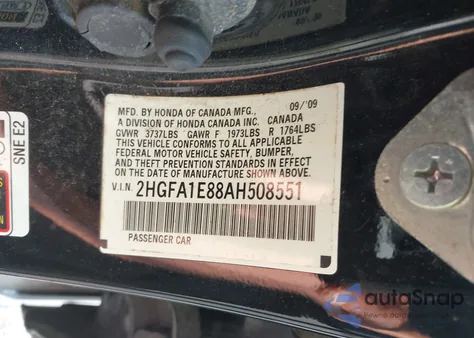 MFD. BY HONDA OF CANADA MFG., 09/'09
A DIVISION OF HONDA CANADA INC. CANADA
GVWR 3737LBS GAWR F 1973LBS R 1764LBS
THIS VEHICLE CONFORMS TO ALL APPLICABLE
FEDERAL MOTOR VEHICLE SAFETY, BUMPER,
AND THEFT PREVENTION STANDARDS IN EFFECT
ON THE DATE OF MANUFACTURE SHOWN ABOVE.
V.I.N. 2HGFA1E88AH508551
PASSENGER CAR
SNE E2
autoSnap